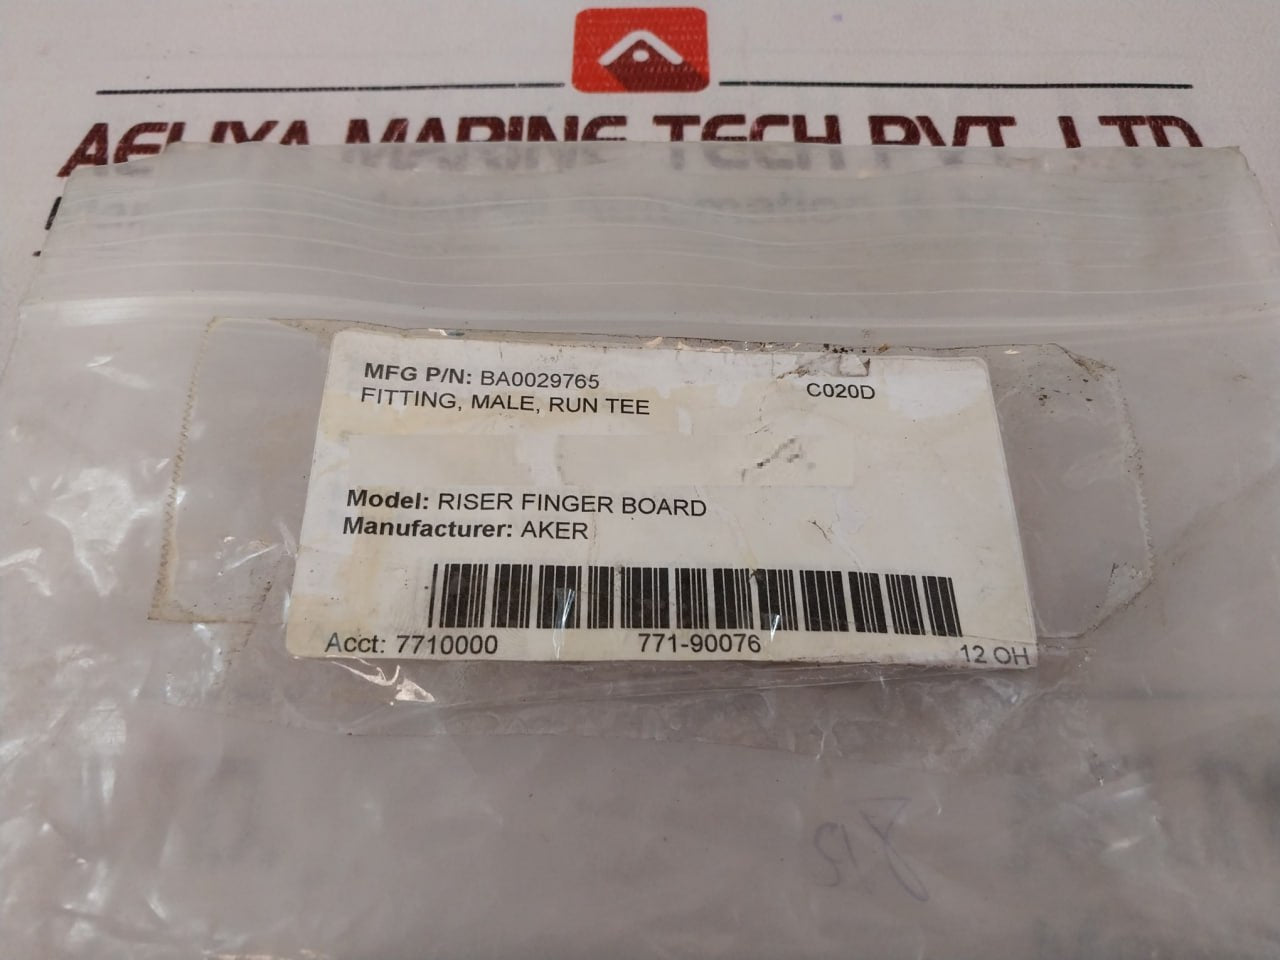 AELIYA MARINE TECH PVT. LTD
MFG P/N: BA0029765
C020D
FITTING, MALE, RUN TEE
Model: RISER FINGER BOARD
Manufacturer: AKER
Acct: 7710000
771-90076
12 OH